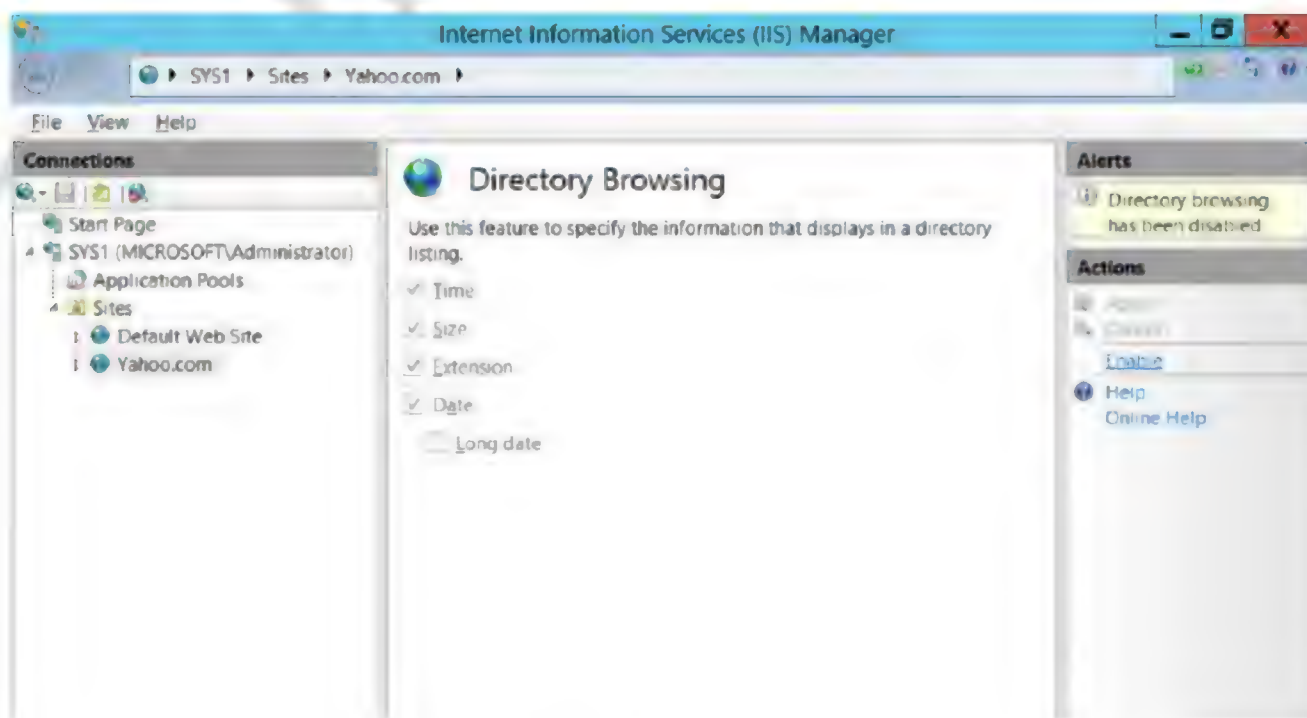 Internet Information Services (IIS) Manager
SYS1 Sites Yahoo.com
File View Help
Connections
Start Page
SYS1 (MICROSOFT\Administrator)
Application Pools
Sites
Default Web Site
Yahoo.com
Directory Browsing
Use this feature to specify the information that displays in a directory
listing.
Time
Size
Extension
Date
Long date
Alerts
Directory browsing
has been disabled
Actions
Enable
Help
Online Help